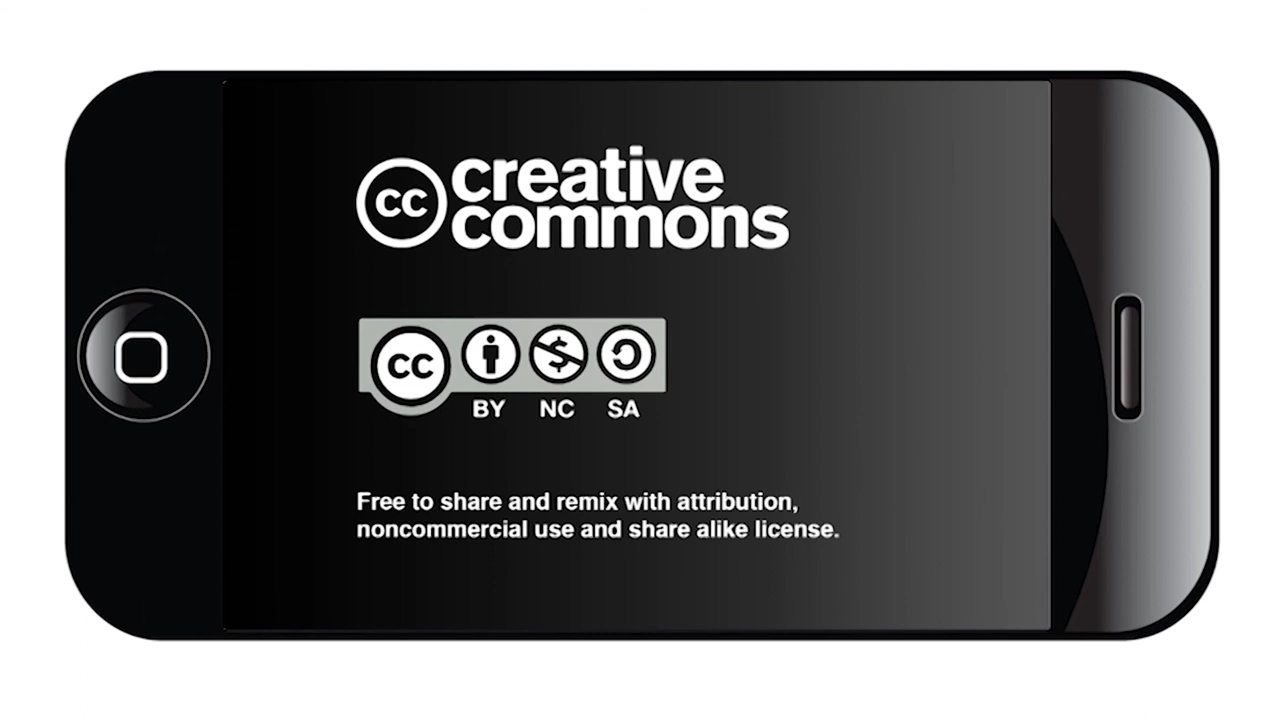 cc creative
commons
cc
BY NC SA
Free to share and remix with attribution,
noncommercial use and share alike license.